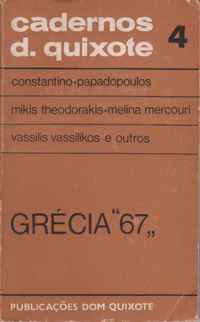 cadernos
d. quixote 4
constantino-papadopoulos
mikis theodorakis-melina mercouri
vassilis vassilikos e outros
GRÉCIA "67„
PUBLICAÇÕES DOM QUIXOTE